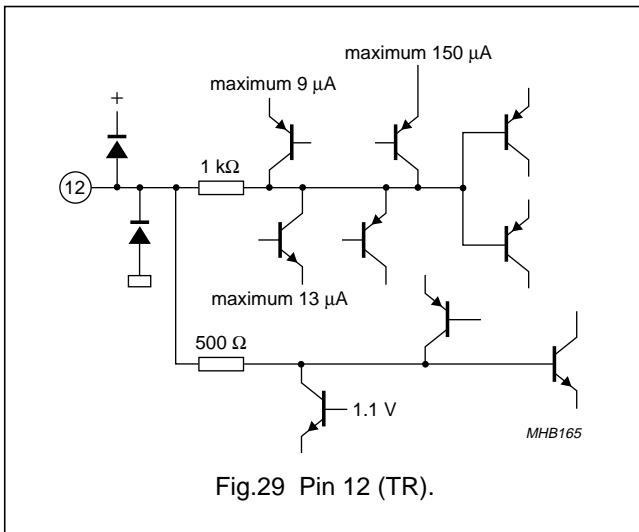 maximum 150 μA
maximum 9 μA
+
1 kΩ
12
maximum 13 μA
500 Ω
1.1 V
MHB165
Fig.29 Pin 12 (TR).